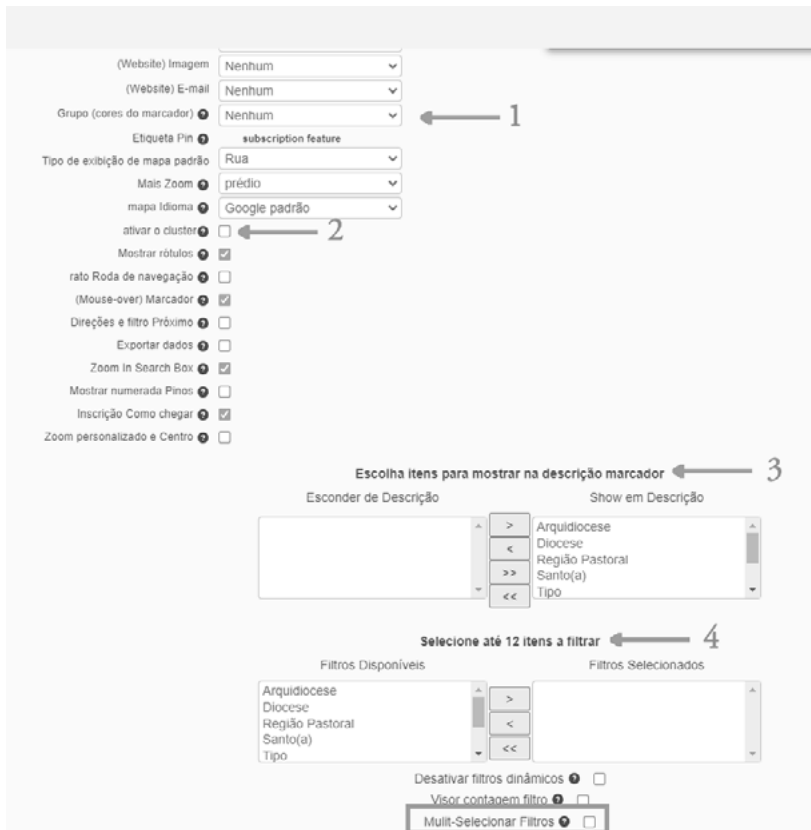 (Website) Imagem Nenhum
(Website) E-mail Nenhum
Grupo (cores do marcador) ? Nenhum 1
Etiqueta Pin ? subscription feature
Tipo de exibição de mapa padrão Rua
Mais Zoom ? prédio
mapa Idioma ? Google padrão
ativar o cluster ? 2
Mostrar rótulos ?
rato Roda de navegação ?
(Mouse-over) Marcador ?
Direções e filtro Próximo ?
Exportar dados ?
Zoom In Search Box ?
Mostrar numerada Pinos ?
Inscrição Como chegar ?
Zoom personalizado e Centro ?
Escolha itens para mostrar na descrição marcador 3
Esconder de Descrição Show em Descrição
> Arquidiocese
< Diocese
Região Pastoral
>> Santo(a)
<< Tipo
Selecione até 12 itens a filtrar 4
Filtros Disponíveis Filtros Selecionados
Arquidiocese >
Diocese
Região Pastoral <
Santo(a)
Tipo <<
Desativar filtros dinâmicos ?
Visor contagem filtro ?
Mulit-Selecionar Filtros ?